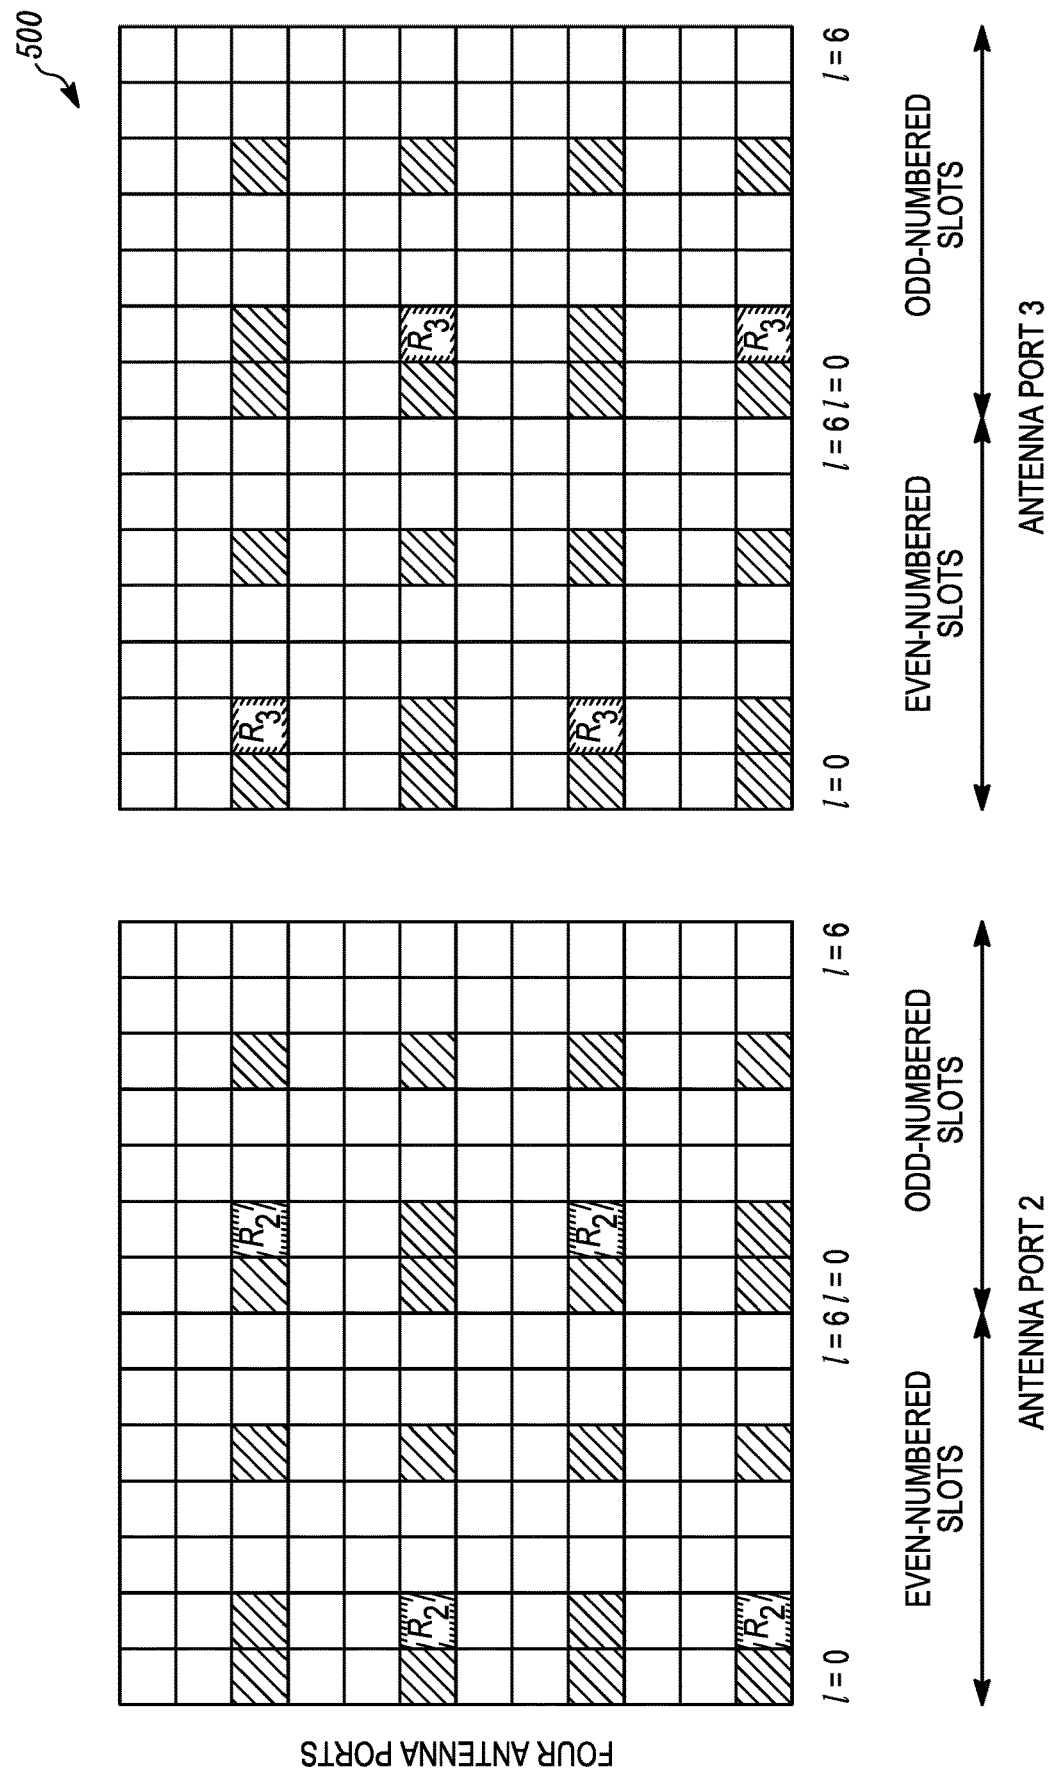 500
FOUR ANTENNA PORTS
R2
R2
R2
R2
l = 0
l = 6
l = 0
l = 6
EVEN-NUMBERED
SLOTS
ODD-NUMBERED
SLOTS
ANTENNA PORT 2
R3
R3
R3
R3
l = 0
l = 6
l = 0
l = 6
EVEN-NUMBERED
SLOTS
ODD-NUMBERED
SLOTS
ANTENNA PORT 3